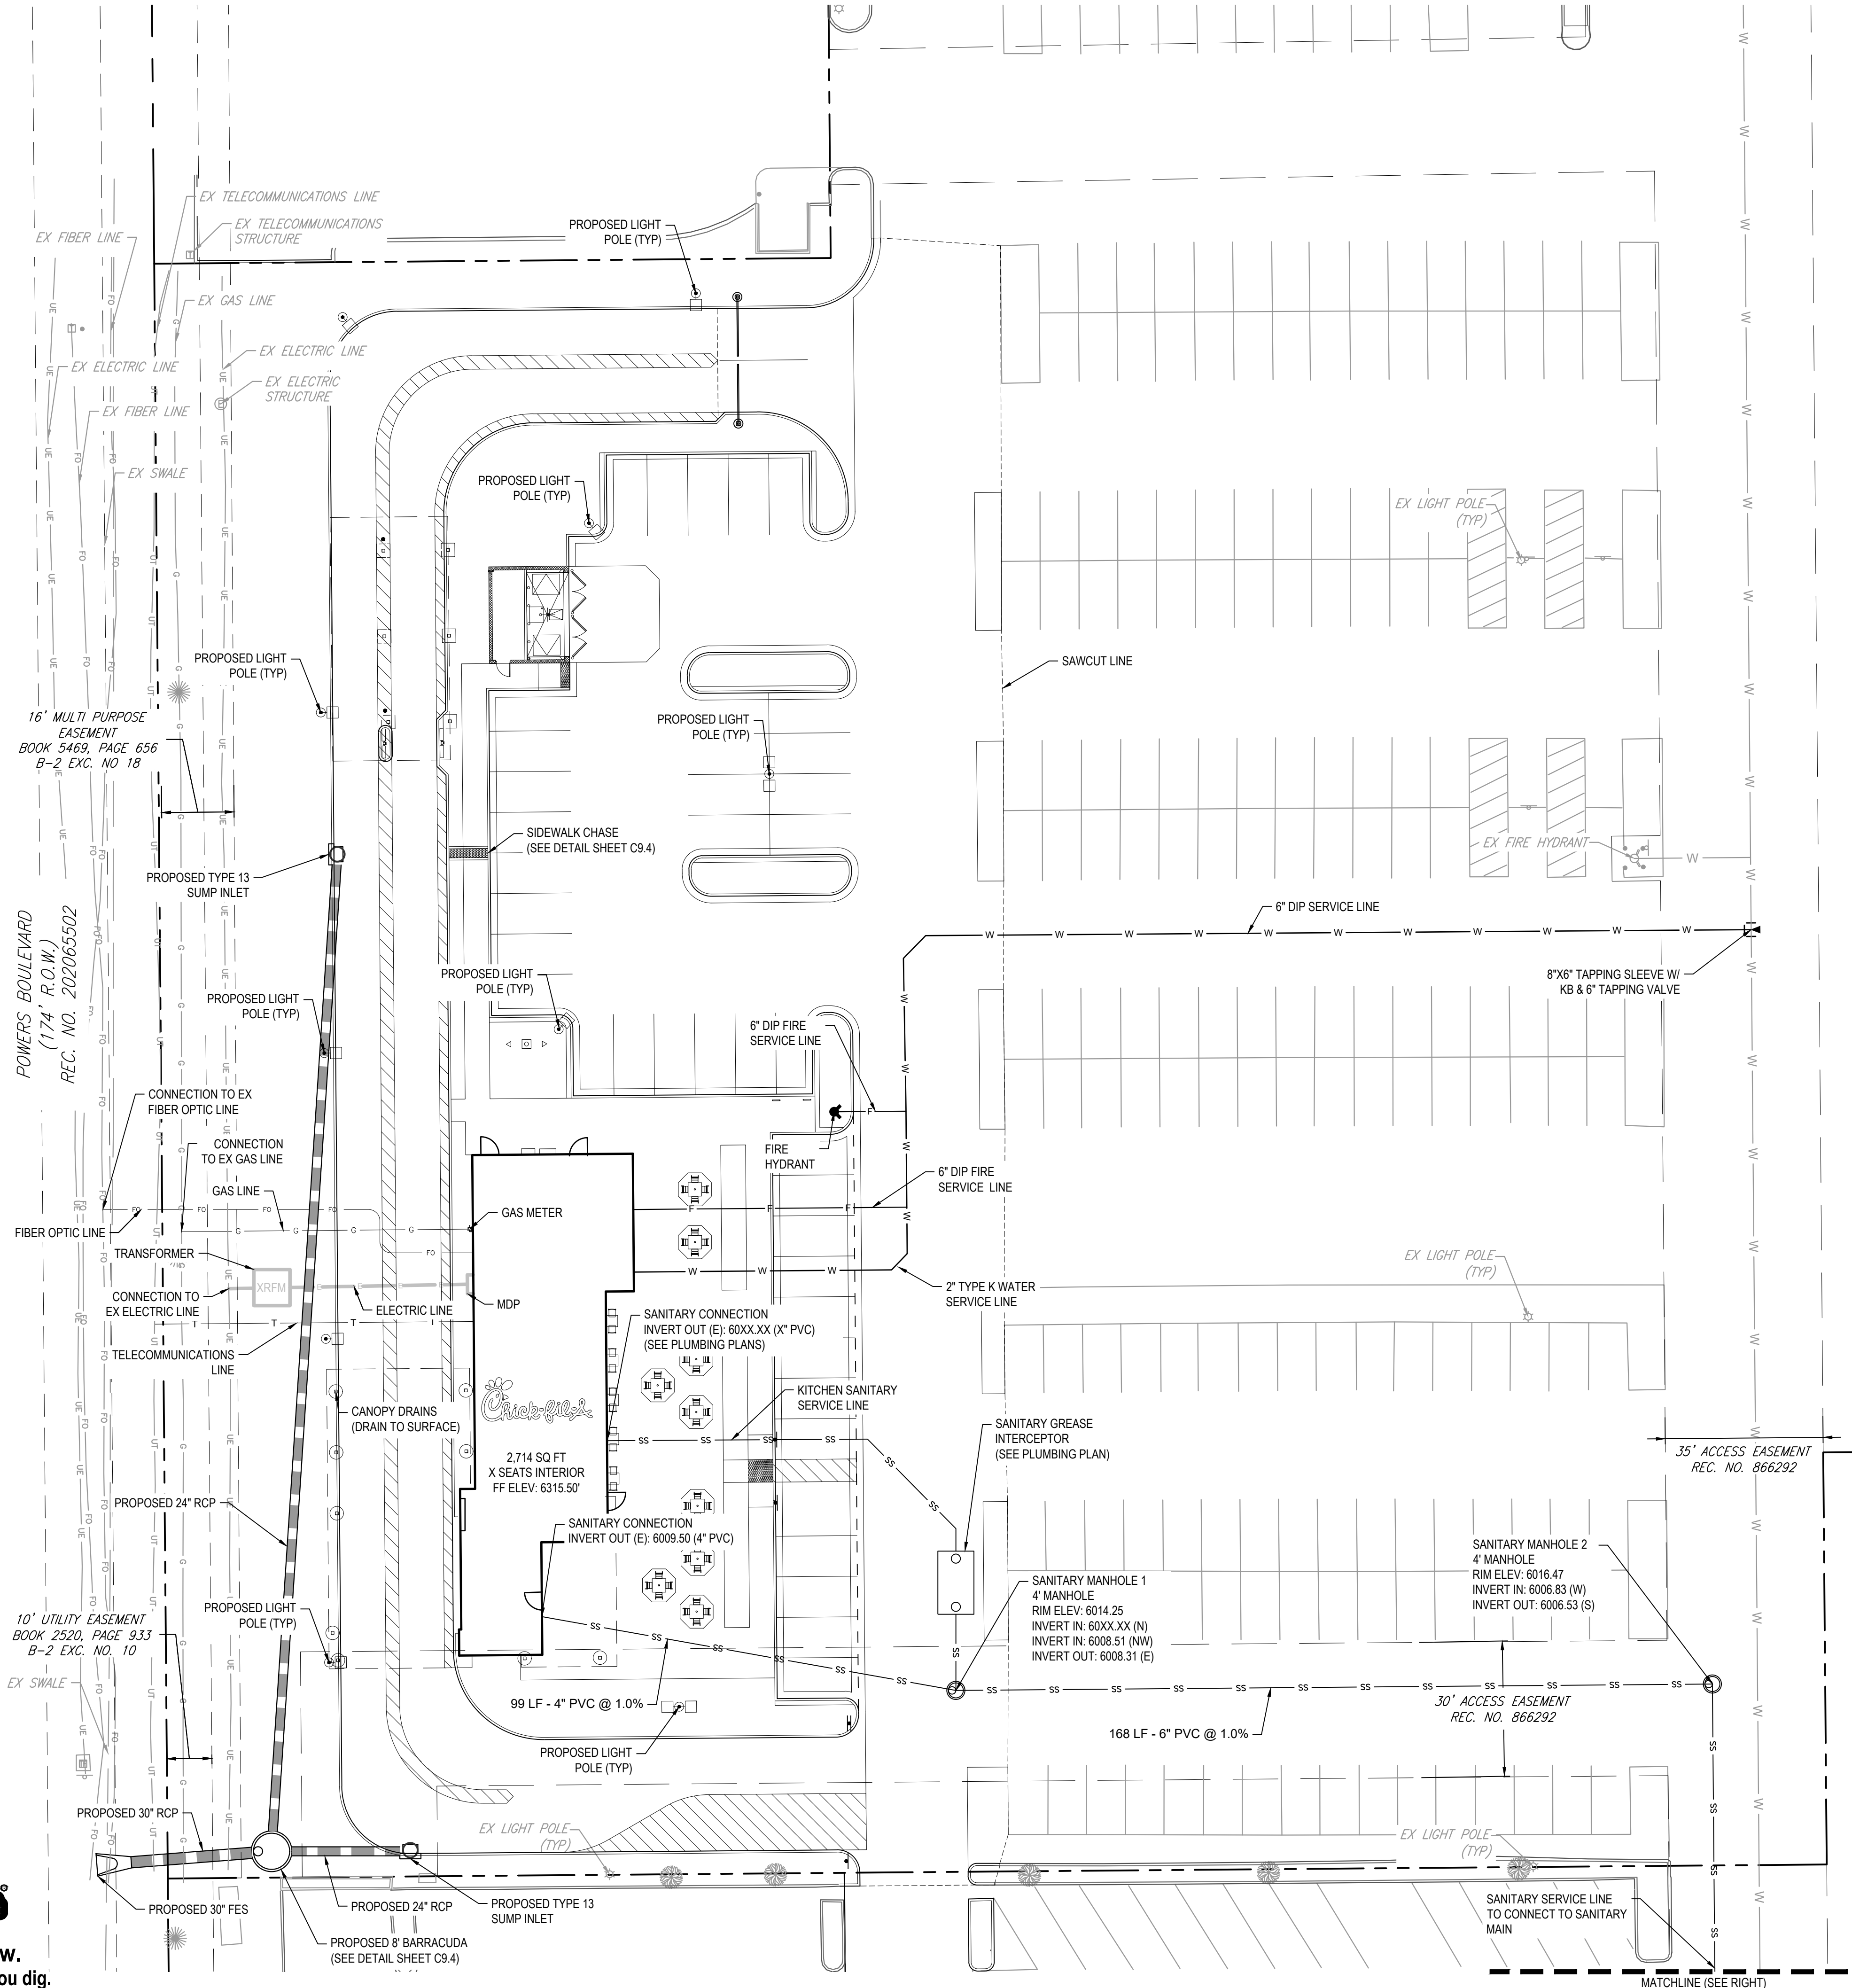 EX TELECOMMUNICATIONS LINE
EX TELECOMMUNICATIONS
STRUCTURE
EX FIBER LINE
PROPOSED LIGHT
POLE (TYP)
EX GAS LINE
EX ELECTRIC LINE
EX ELECTRIC LINE
EX ELECTRIC
STRUCTURE
EX FIBER LINE
EX SWALE
PROPOSED LIGHT
POLE (TYP)
EX LIGHT POLE
(TYP)
PROPOSED LIGHT
POLE (TYP)
SAWCUT LINE
16' MULTI PURPOSE
EASEMENT
BOOK 5469, PAGE 656
B-2 EXC. NO 18
PROPOSED LIGHT
POLE (TYP)
SIDEWALK CHASE
(SEE DETAIL SHEET C9.4)
EX FIRE HYDRANT
PROPOSED TYPE 13
SUMP INLET
POWERS BOULEVARD
(174' R.O.W.)
REC. NO. 202065502
6" DIP SERVICE LINE
8"X6" TAPPING SLEEVE W/
KB & 6" TAPPING VALVE
PROPOSED LIGHT
POLE (TYP)
PROPOSED LIGHT
POLE (TYP)
6" DIP FIRE
SERVICE LINE
CONNECTION TO EX
FIBER OPTIC LINE
CONNECTION
TO EX GAS LINE
FIRE
HYDRANT
6" DIP FIRE
SERVICE LINE
GAS LINE
GAS METER
FIBER OPTIC LINE
TRANSFORMER
XRFM
EX LIGHT POLE
(TYP)
CONNECTION TO
EX ELECTRIC LINE
ELECTRIC LINE
MDP
2" TYPE K WATER
SERVICE LINE
SANITARY CONNECTION
INVERT OUT (E): 60XX.XX (X" PVC)
(SEE PLUMBING PLANS)
TELECOMMUNICATIONS
LINE
KITCHEN SANITARY
SERVICE LINE
CANOPY DRAINS
(DRAIN TO SURFACE)
Chick-fil-A
SANITARY GREASE
INTERCEPTOR
(SEE PLUMBING PLAN)
35' ACCESS EASEMENT
REC. NO. 866292
2,714 SQ FT
X SEATS INTERIOR
FF ELEV: 6315.50'
PROPOSED 24" RCP
SANITARY CONNECTION
INVERT OUT (E): 6009.50 (4" PVC)
SANITARY MANHOLE 2
4' MANHOLE
RIM ELEV: 6016.47
INVERT IN: 6006.83 (W)
INVERT OUT: 6006.53 (S)
SANITARY MANHOLE 1
4' MANHOLE
RIM ELEV: 6014.25
INVERT IN: 60XX.XX (N)
INVERT IN: 6008.51 (NW)
INVERT OUT: 6008.31 (E)
PROPOSED LIGHT
POLE (TYP)
10' UTILITY EASEMENT
BOOK 2520, PAGE 933
B-2 EXC. NO. 10
EX SWALE
99 LF - 4" PVC @ 1.0%
30' ACCESS EASEMENT
REC. NO. 866292
168 LF - 6" PVC @ 1.0%
PROPOSED LIGHT
POLE (TYP)
PROPOSED 30" RCP
EX LIGHT POLE
(TYP)
EX LIGHT POLE
(TYP)
PROPOSED 30" FES
PROPOSED 24" RCP
PROPOSED TYPE 13
SUMP INLET
SANITARY SERVICE LINE
TO CONNECT TO SANITARY
MAIN
PROPOSED 8' BARRACUDA
(SEE DETAIL SHEET C9.4)
w.
ou dig.
MATCHLINE (SEE RIGHT)